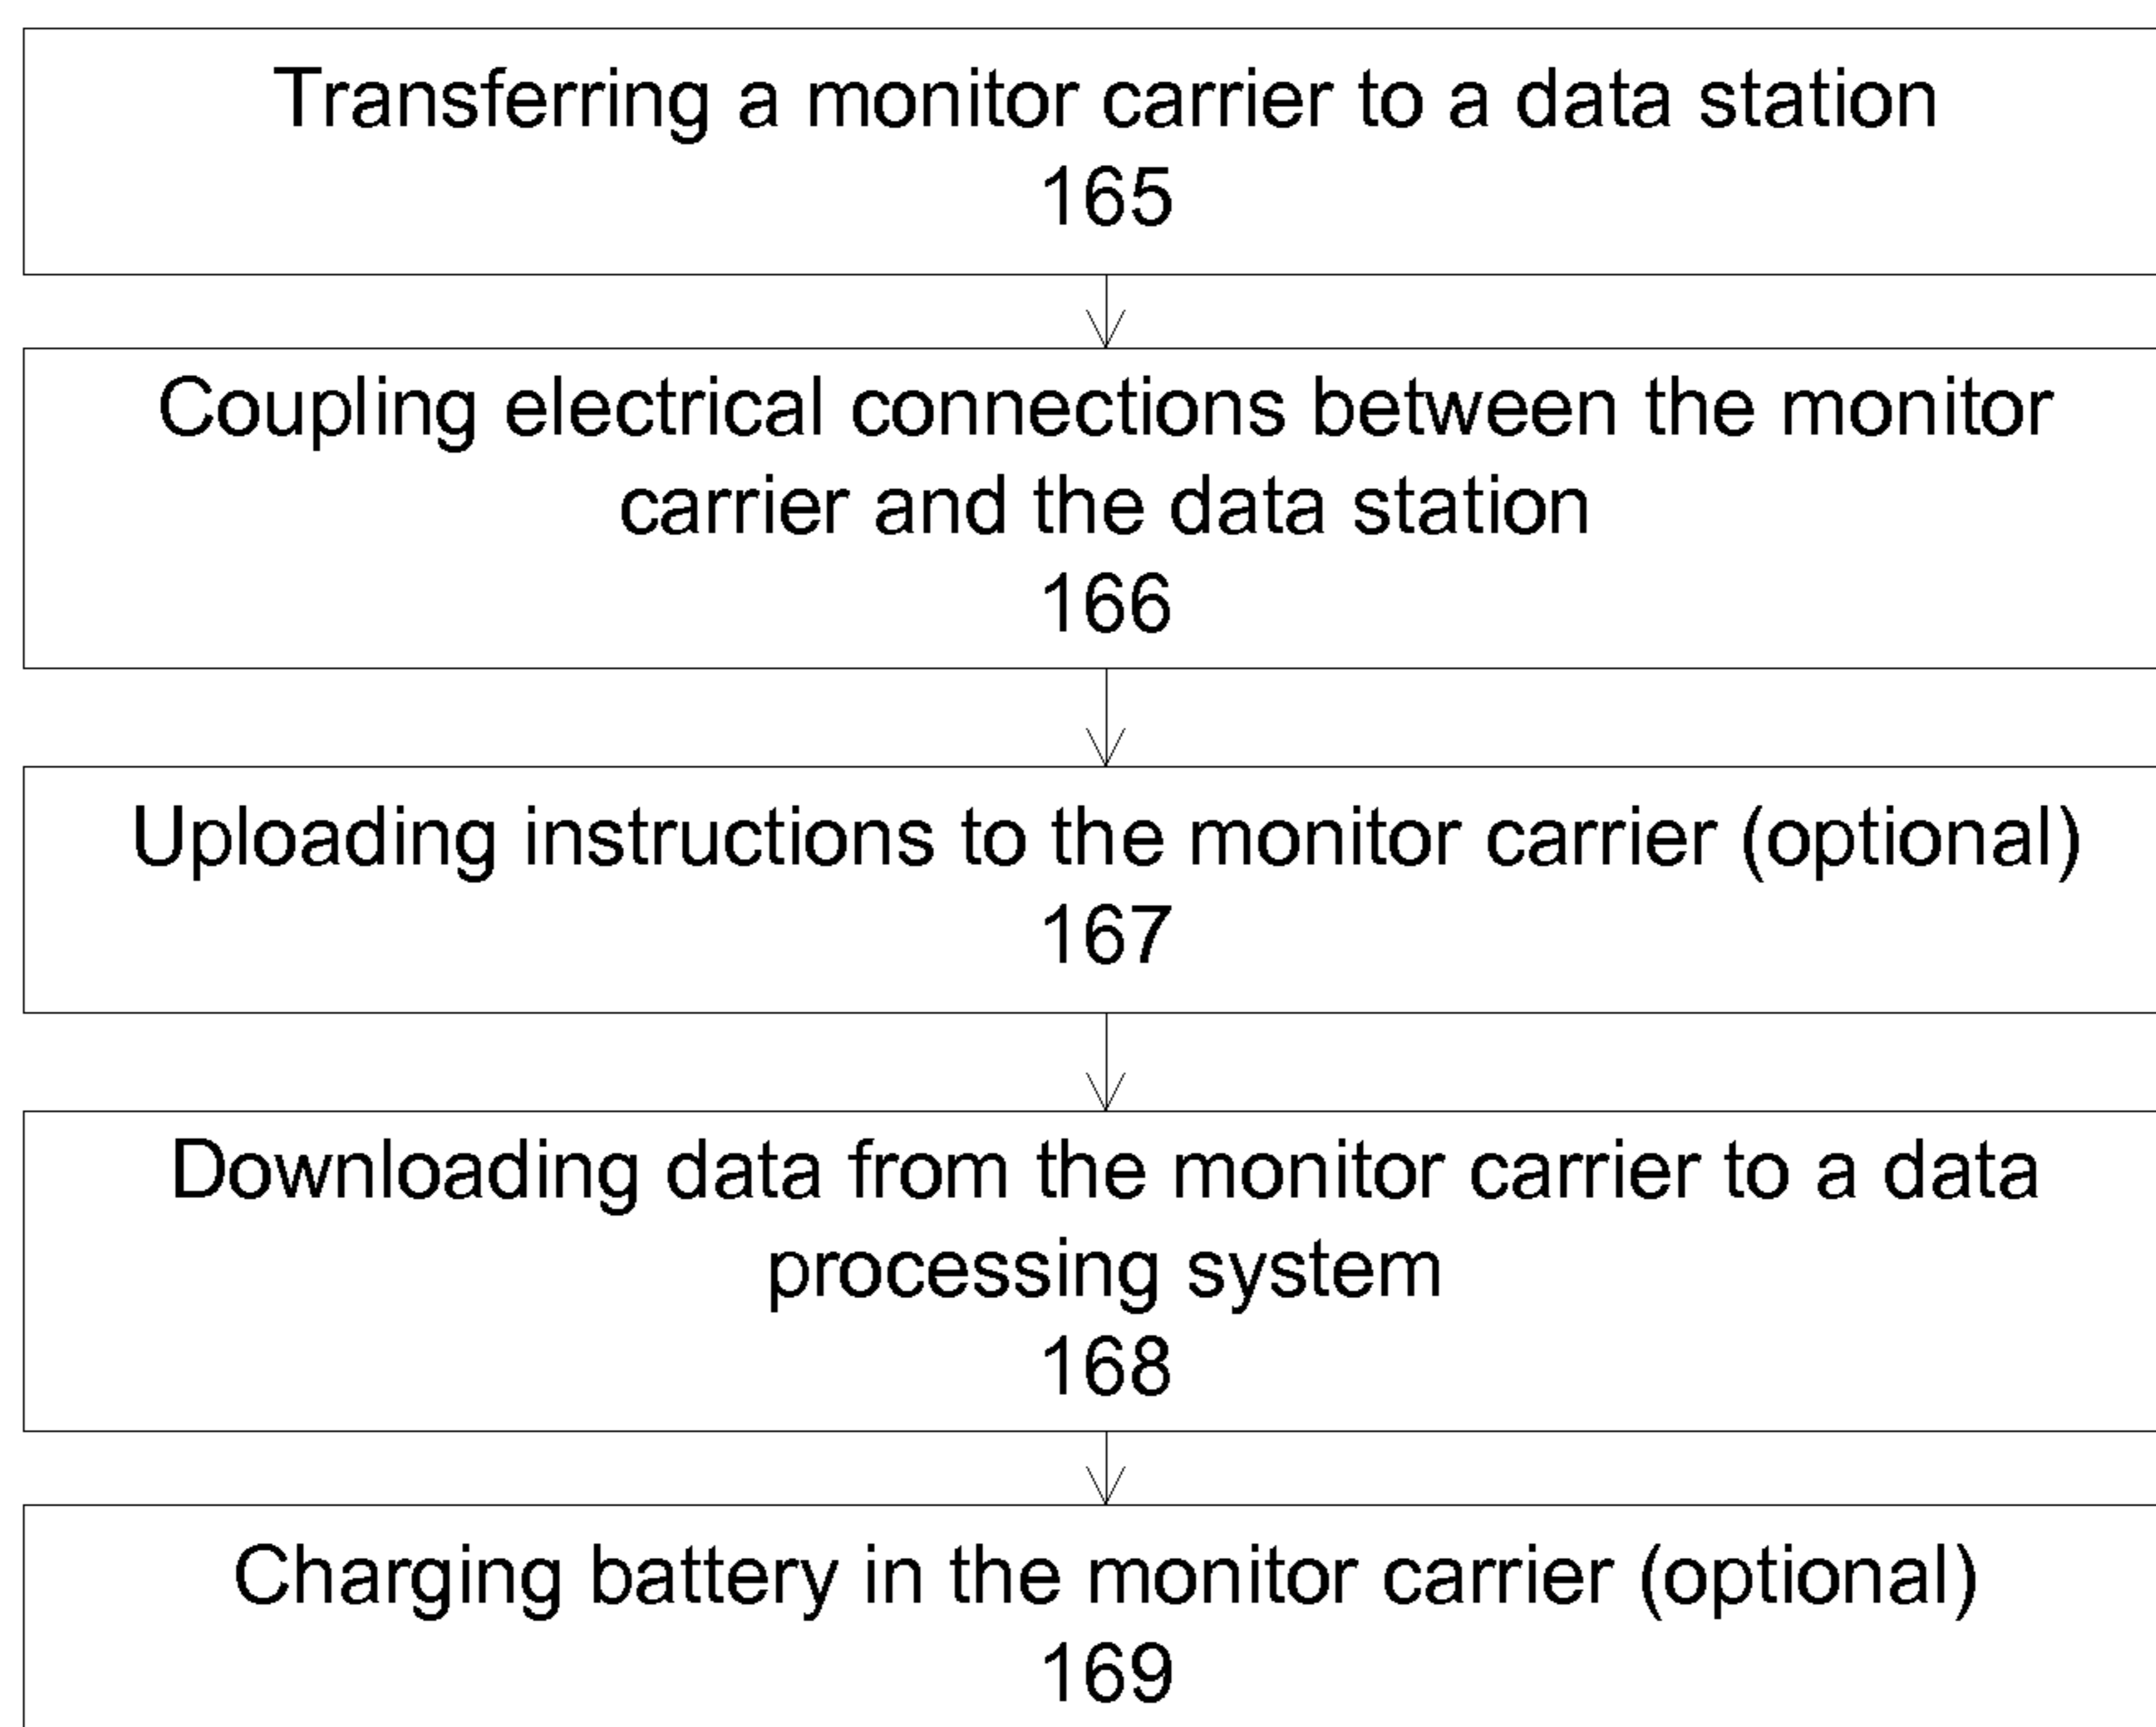 Transferring a monitor carrier to a data station
165
Coupling electrical connections between the monitor
carrier and the data station
166
Uploading instructions to the monitor carrier (optional)
167
Downloading data from the monitor carrier to a data
processing system
168
Charging battery in the monitor carrier (optional)
169